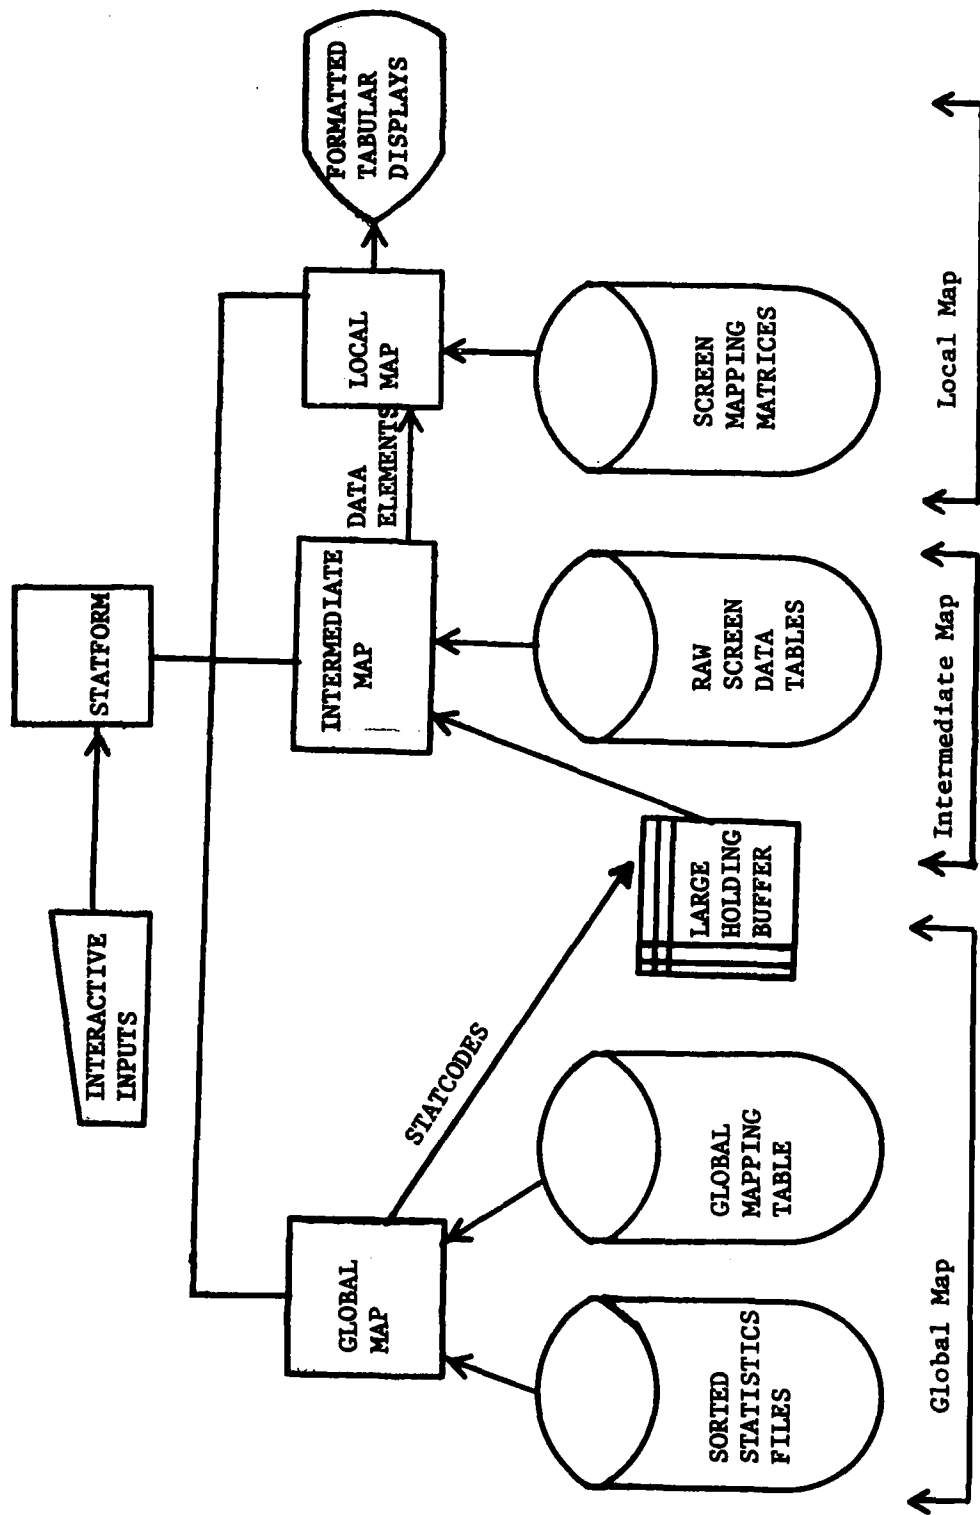 INTERACTIVE
INPUTS
STATFORM
GLOBAL
MAP
STATCODES
INTERMEDIATE
MAP
DATA
ELEMENTS
LOCAL
MAP
FORMATTED
TABULAR
DISPLAYS
SORTED
STATISTICS
FILES
GLOBAL
MAPPING
TABLE
LARGE
HOLDING
BUFFER
RAW
SCREEN
DATA
TABLES
SCREEN
MAPPING
MATRICES
Global Map
Intermediate Map
Local Map